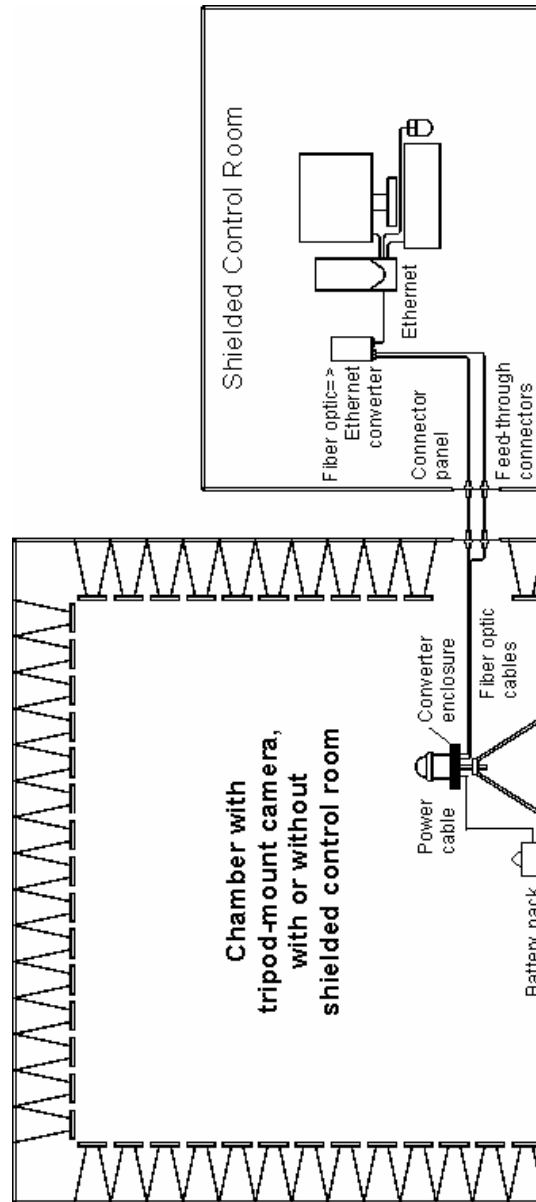 Chamber with
tripod-mount camera,
with or without
shielded control room
Shielded Control Room
Fiber optic=>
Ethernet
converter
Ethernet
Connector
panel
Feed-through
connectors
Converter
enclosure
Fiber optic
cables
Power
cable
Battery pack